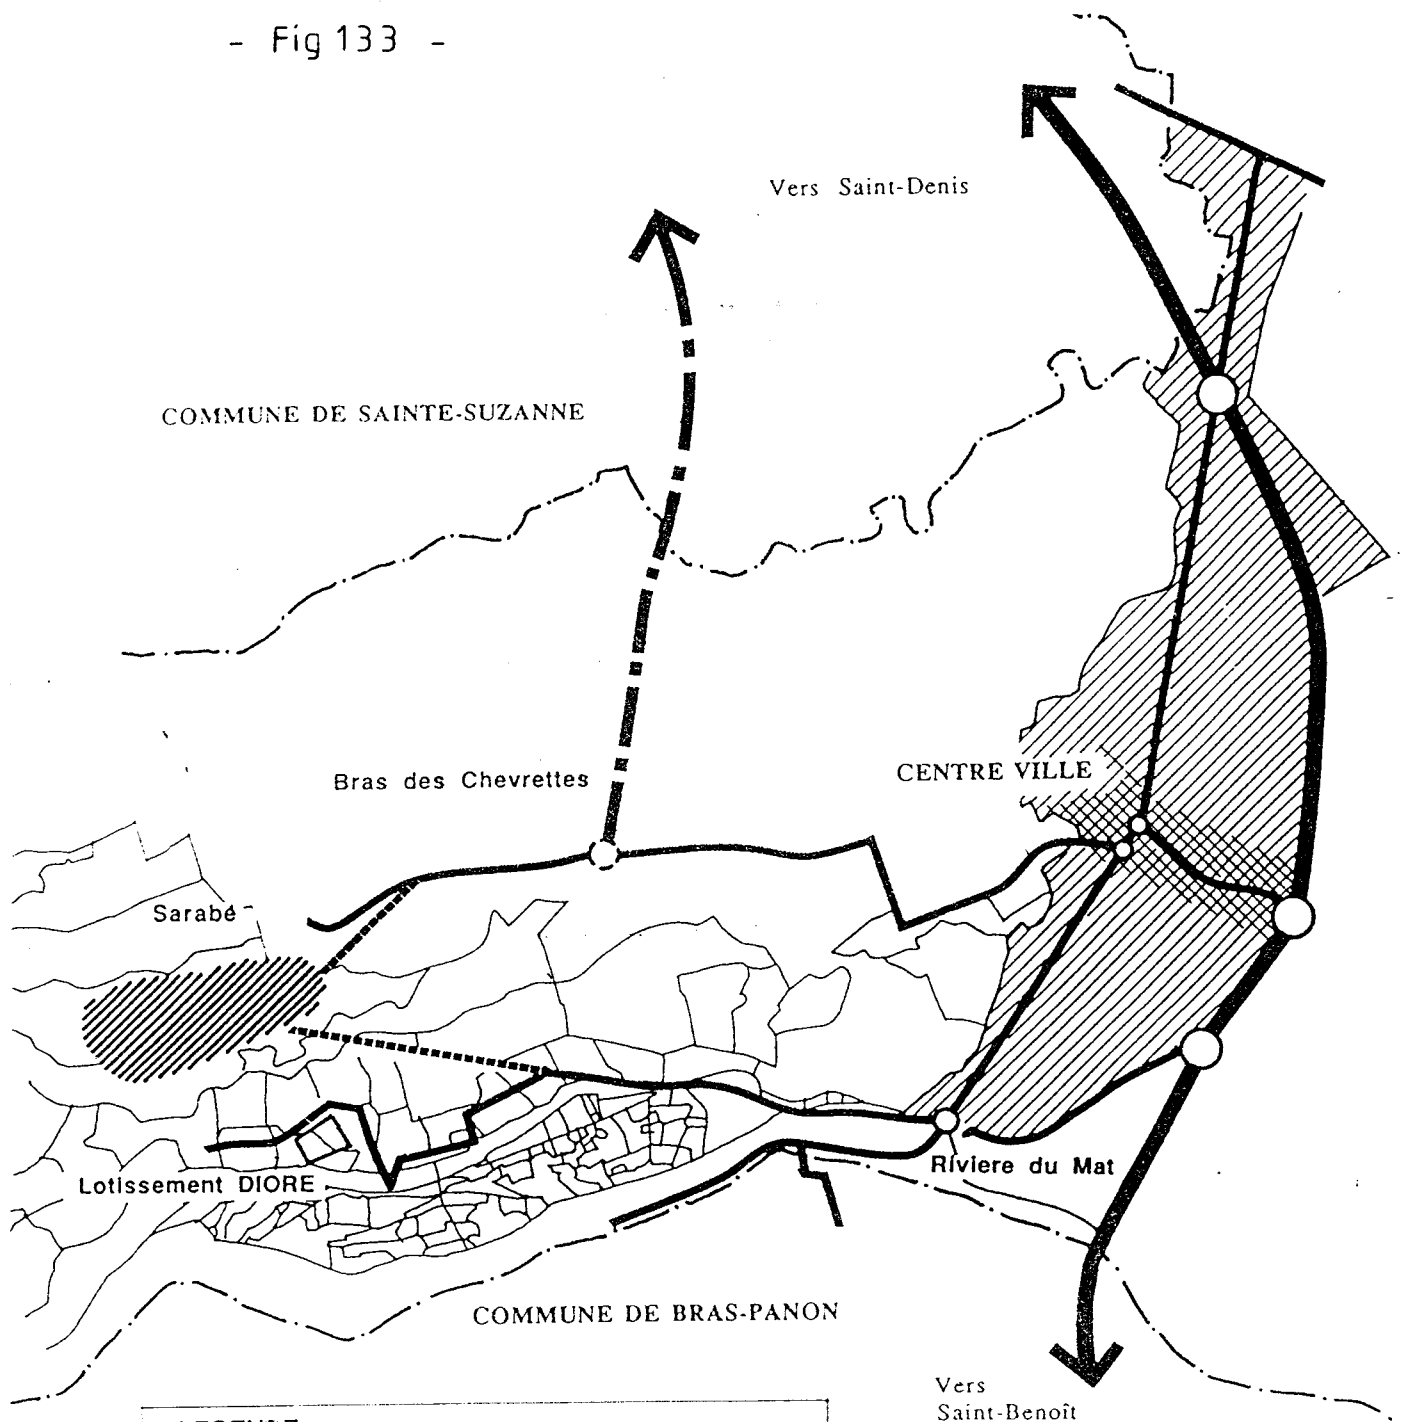 - Fig 133 -
Vers Saint-Denis
COMMUNE DE SAINTE-SUZANNE
Bras des Chevrettes
CENTRE VILLE
Sarabé
Riviere du Mat
Lotissement DIORE
COMMUNE DE BRAS-PANON
Vers
Saint-Benoît